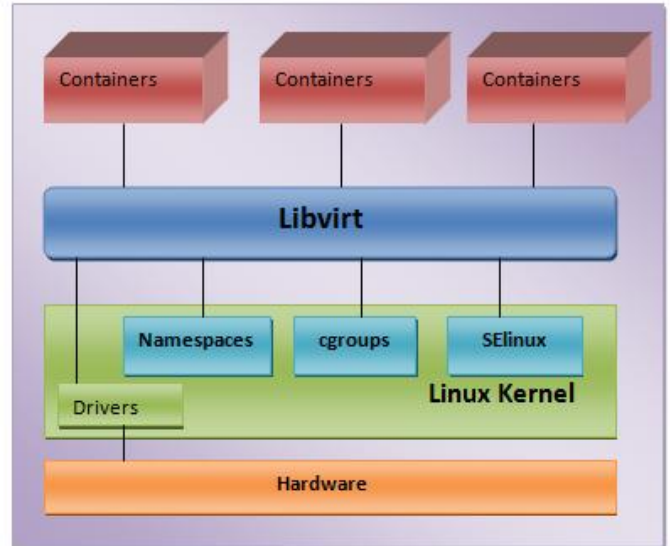 Containers
Containers
Containers
Libvirt
Namespaces
cgroups
SElinux
Linux Kernel
Drivers
Hardware